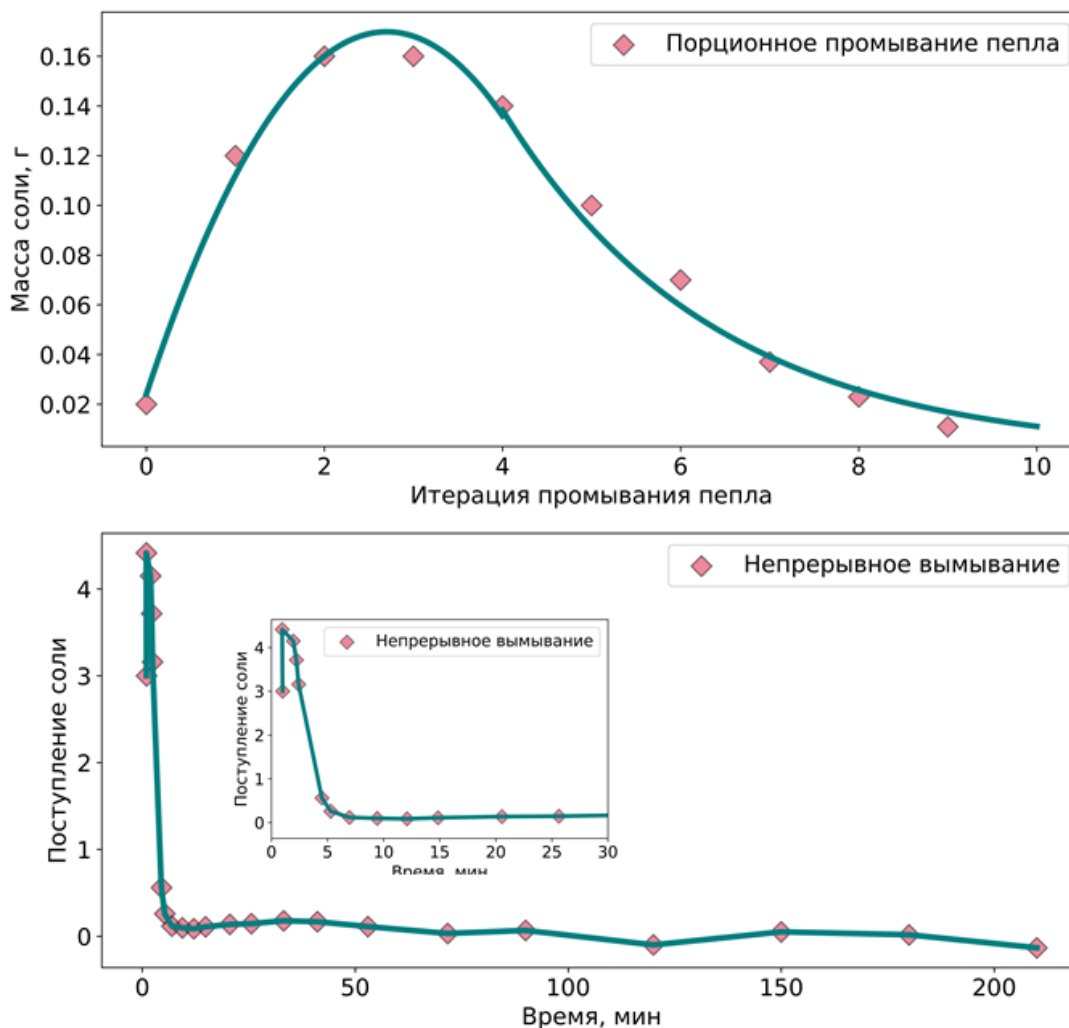 Порционное промывание пепла
Масса соли, г
0.16
0.14
0.12
0.10
0.08
0.06
0.04
0.02
0 2 4 6 8 10
Итерация промывания пепла
Непрерывное вымывание
Поступление соли
4
3
2
1
0
Непрерывное вымывание
Поступление соли
4
3
2
1
0
0 5 10 15 20 25 30
Время, мин
0 50 100 150 200
Время, мин